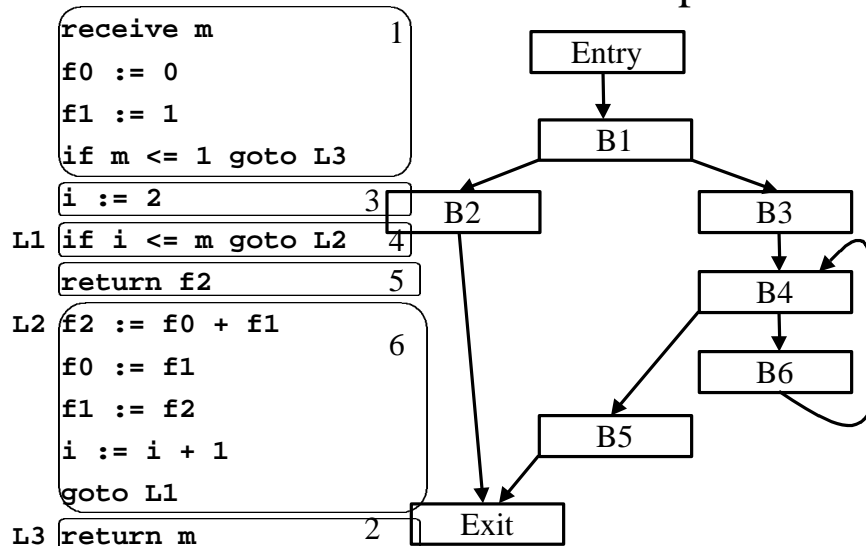 receive m 1
f0 := 0
f1 := 1
if m <= 1 goto L3
i := 2 3
L1 if i <= m goto L2 4
return f2 5
L2 f2 := f0 + f1 6
f0 := f1
f1 := f2
i := i + 1
goto L1
L3 return m 2
Entry
B1
B2
B3
B4
B6
B5
Exit